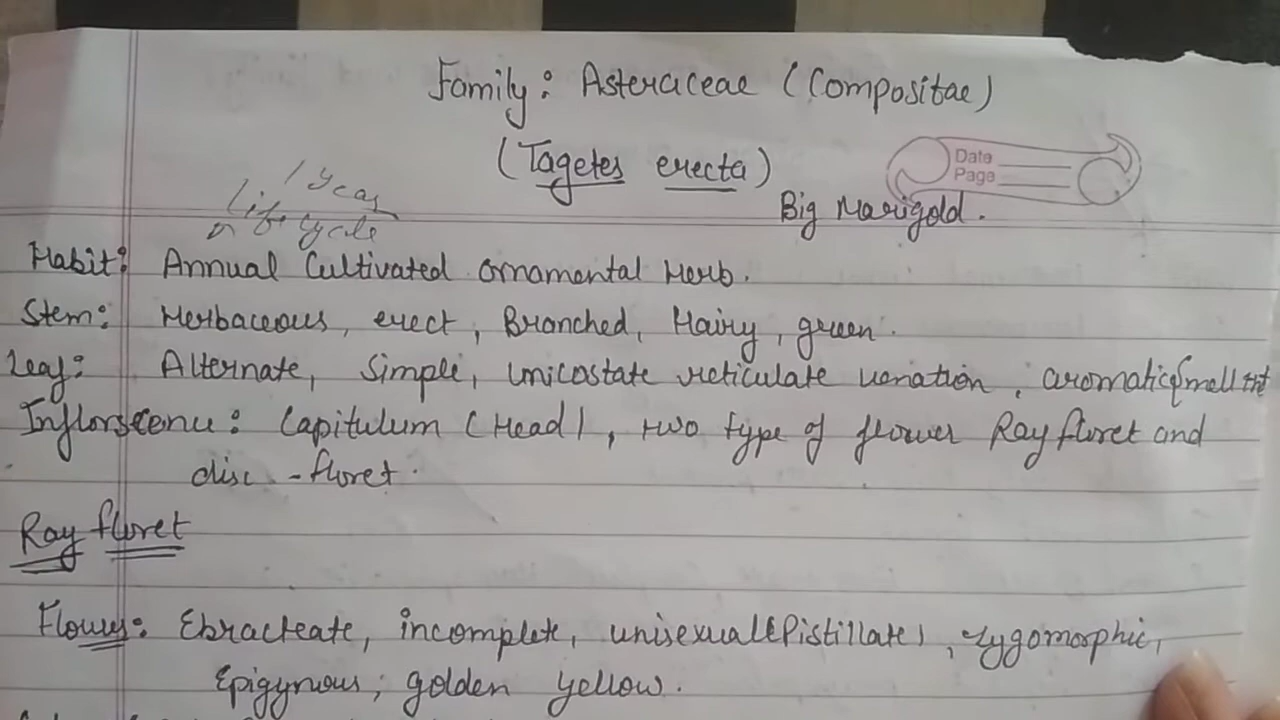 Family: Asteraceae (Compositae)
(Tagetes erecta)
Date
Page
1 year
life cycle
Big Marigold.
Habit: Annual Cultivated ornamental Herb.
Stem: Herbaceous, erect, Branched, Hairy, green.
Leaf: Alternate, Simple, unicostate reticulate venation, aromatic smell
Inflorscence: Capitulum (Head), two type of flower Ray floret and
disc-floret.
Ray floret
Flower: Ebracteate, incomplete, unisexual (Pistillate), zygomorphic,
Epigynous, golden yellow.